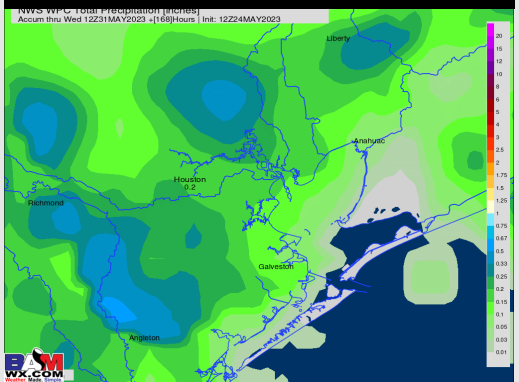 NWS WPC Total Precipitation [inches]
Accum thru Wed 12Z31MAY2023 +[168]Hours | Init: 12Z24MAY2023
Liberty
Anahuac
Houston
0.2
Richmond
Galveston
Angleton
20
15
15
12
10
8
6
5
4
3
2.5
2
1.75
1.5
1.25
1
0.75
0.67
0.5
0.33
0.25
0.2
0.15
0.1
0.05
0.03
0.01
BAM
WX.COM
Weather. Made. Simple.